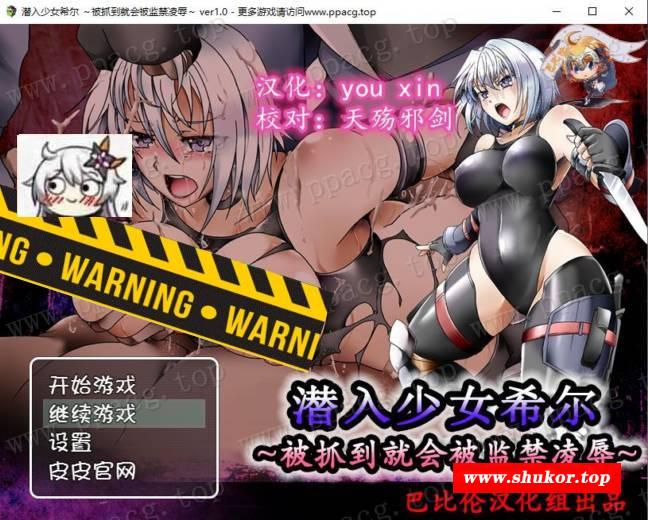 潜入少女希尔 ~被抓到就会被监禁凌辱~ ver1.0 - 更多游戏请访问www.ppacg.top
汉化：you xin
校对：天殇邪剑
NG • WARNING • WARNI
开始游戏
继续游戏
设置
皮皮官网
潜入少女希尔
~被抓到就会被监禁凌辱~
www.shukor.top
巴比伦汉化组出品
www.ppacg.top